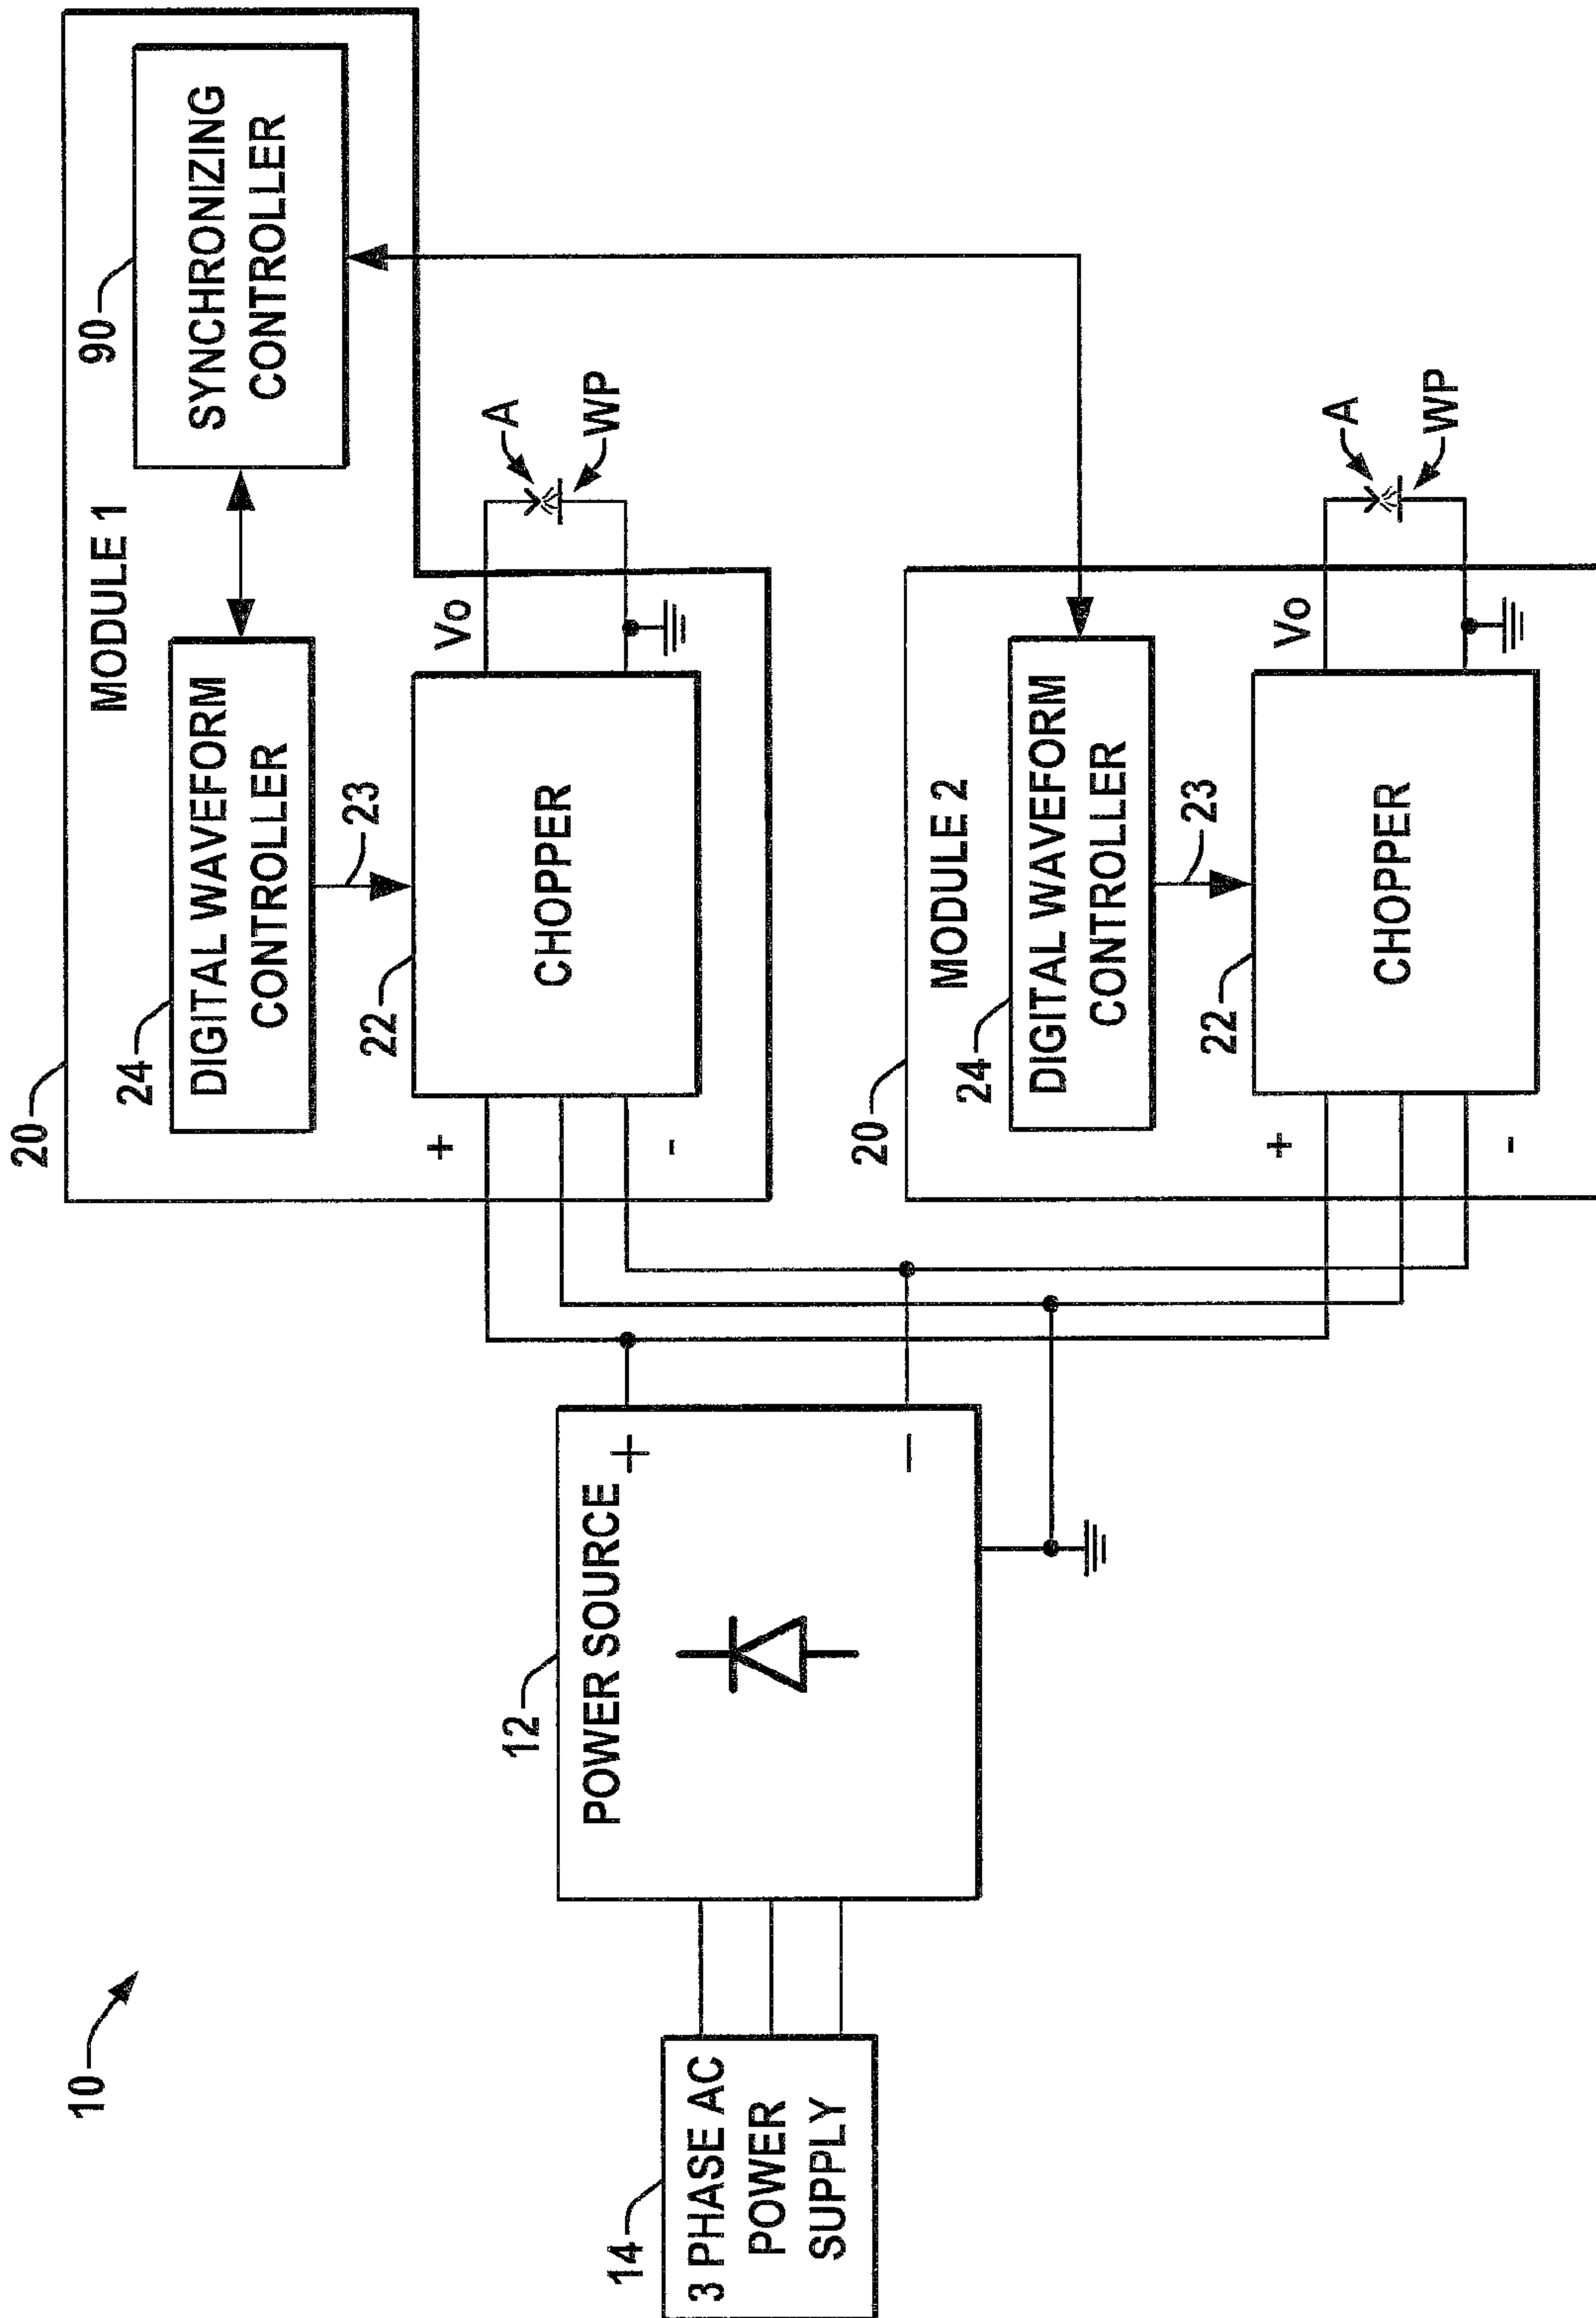 10
14
3 PHASE AC
POWER
SUPPLY
12
POWER SOURCE
+
−
20
MODULE 1
24
DIGITAL WAVEFORM
CONTROLLER
90
SYNCHRONIZING
CONTROLLER
23
22
CHOPPER
+
-
Vo
A
WP
20
MODULE 2
24
DIGITAL WAVEFORM
CONTROLLER
23
22
CHOPPER
+
-
Vo
A
WP